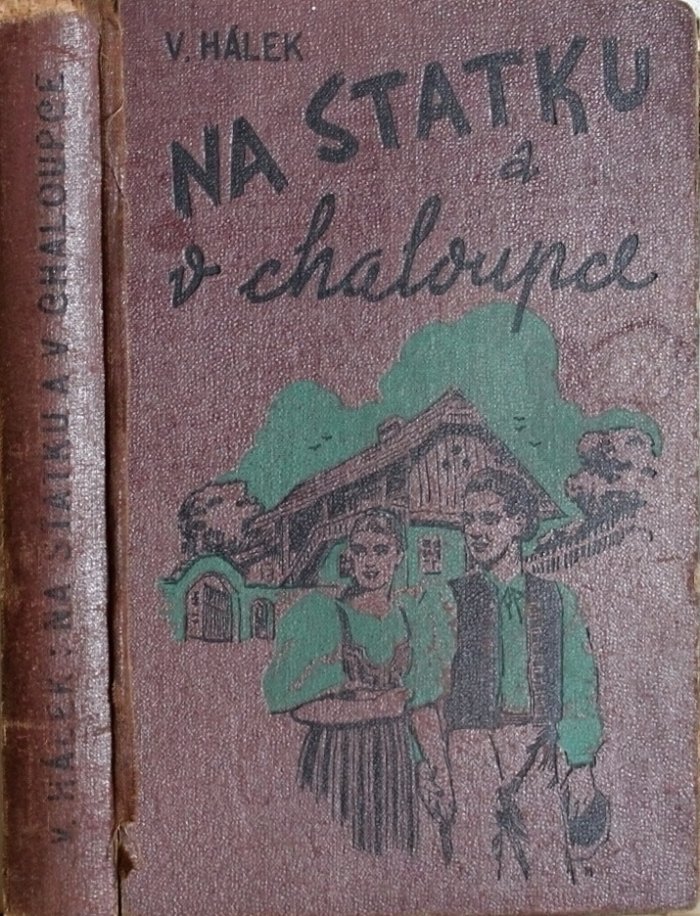 V. HÁLEK
NA STATKU
a
v chaloupce
V. HÁLEK : NA STATKU A V CHALOUPCE